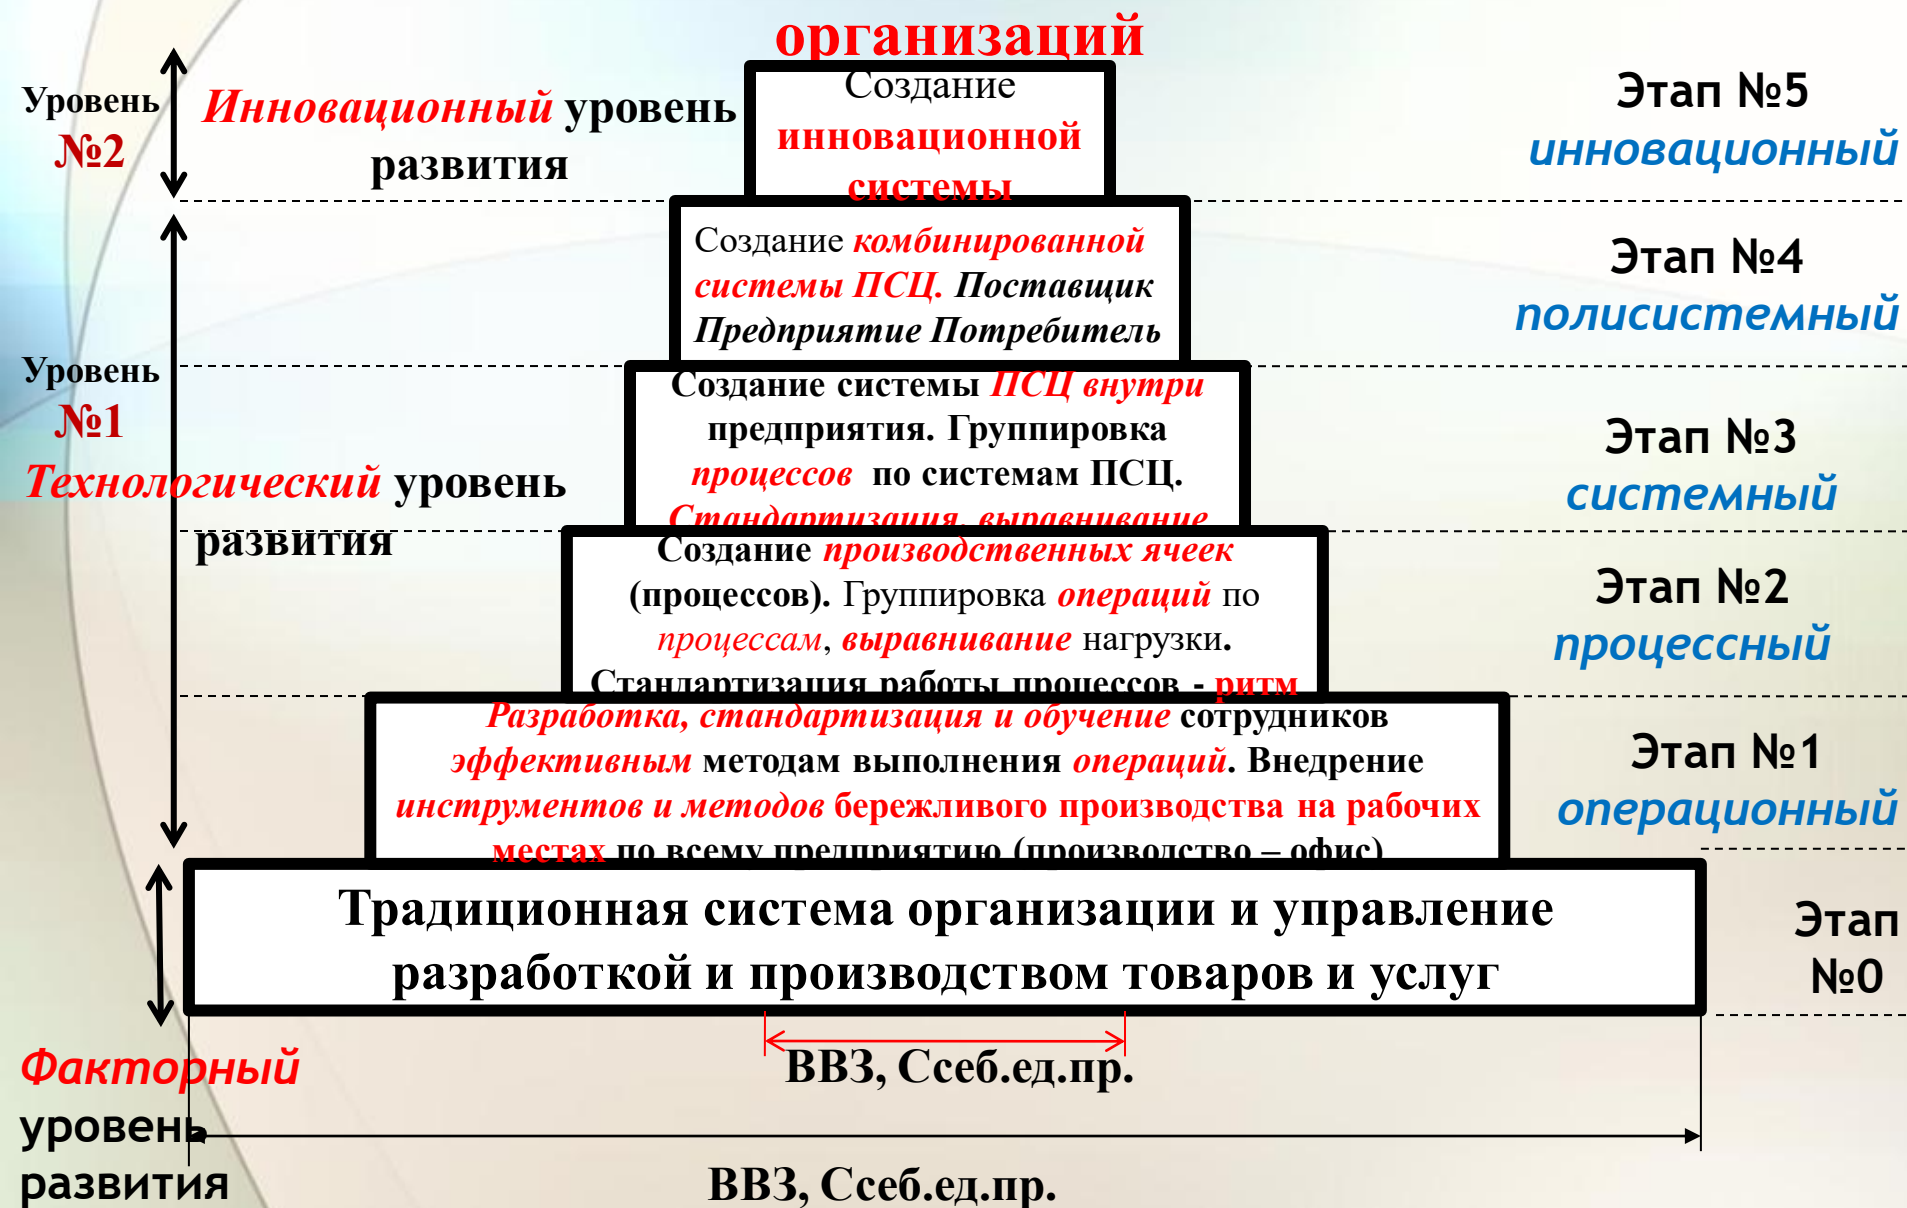 организаций
Уровень
№2
Инновационный уровень
развития
Создание
инновационной
системы
Этап №5
инновационный
Создание комбинированной
системы ПСЦ. Поставщик
Предприятие Потребитель
Этап №4
полисистемный
Уровень
№1
Технологический уровень
развития
Создание системы ПСЦ внутри
предприятия. Группировка
процессов по системам ПСЦ.
Стандартизация, выравнивание
Этап №3
системный
Создание производственных ячеек
(процессов). Группировка операций по
процессам, выравнивание нагрузки.
Стандартизация работы процессов - ритм
Этап №2
процессный
Разработка, стандартизация и обучение сотрудников
эффективным методам выполнения операций. Внедрение
инструментов и методов бережливого производства на рабочих
местах по всему предприятию (производство – офис)
Этап №1
операционный
Традиционная система организации и управление
разработкой и производством товаров и услуг
Этап
№0
Факторный
уровень
развития
ВВЗ, Ссеб.ед.пр.
ВВЗ, Ссеб.ед.пр.